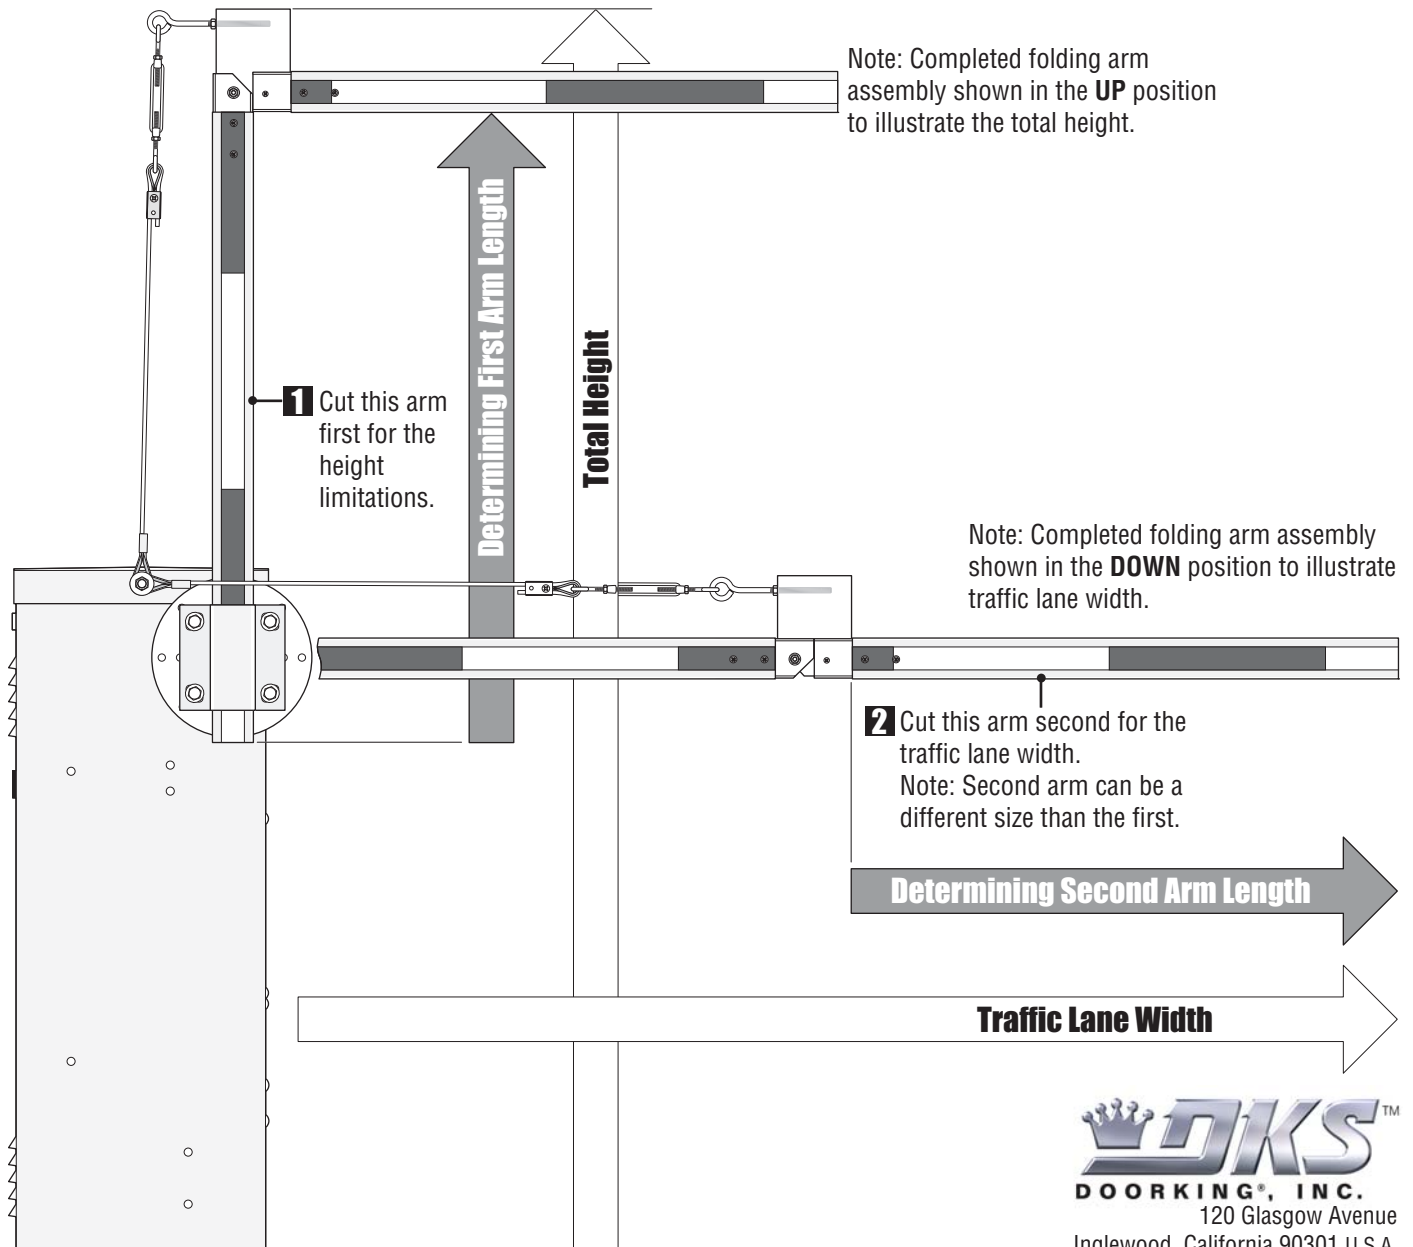 Note: Completed folding arm
assembly shown in the UP position
to illustrate the total height.
Determining First Arm Length
Total Height
1 Cut this arm
first for the
height
limitations.
Note: Completed folding arm assembly
shown in the DOWN position to illustrate
traffic lane width.
2 Cut this arm second for the
traffic lane width.
Note: Second arm can be a
different size than the first.
Determining Second Arm Length
Traffic Lane Width
DKS™
DOORKING®, INC.
120 Glasgow Avenue
Inglewood, California 90301 U.S.A.